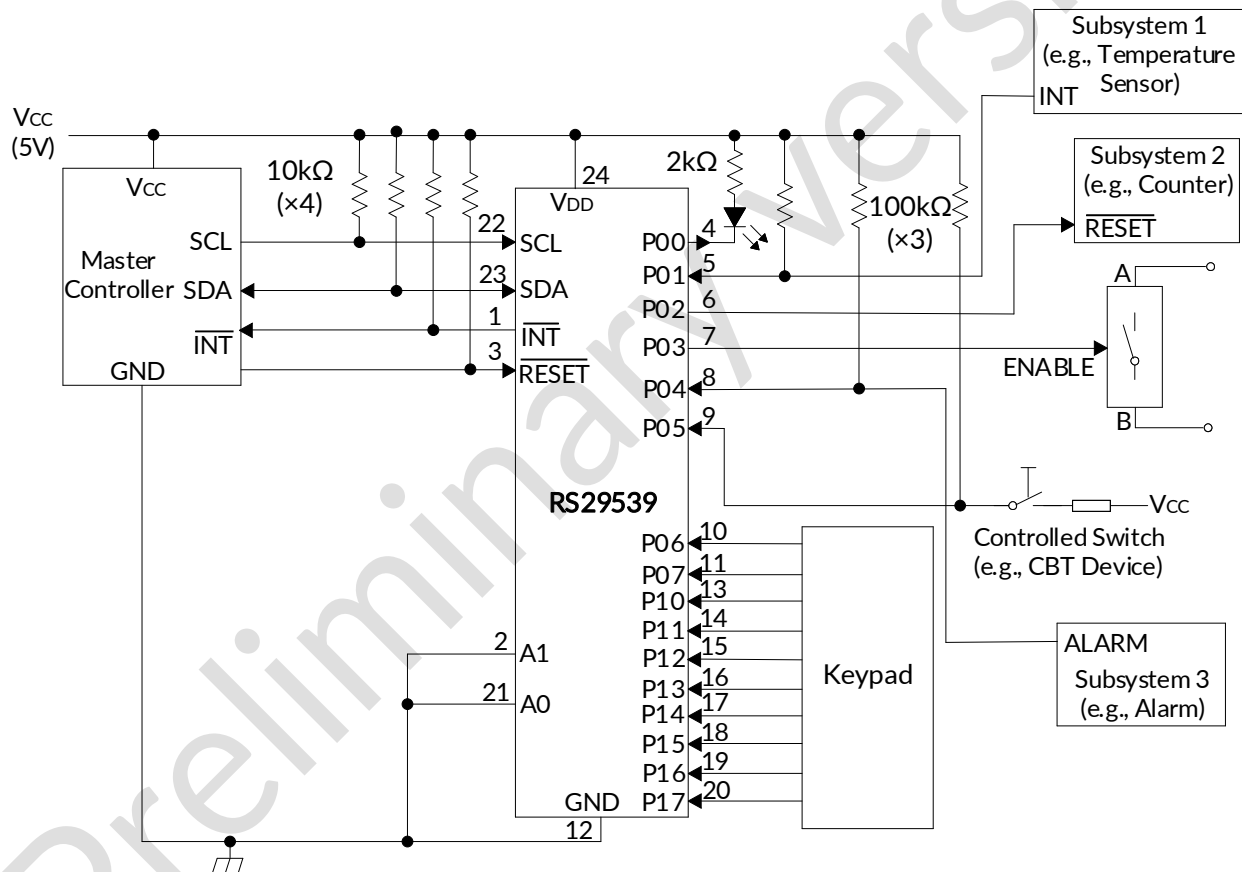 Subsystem 1
(e.g., Temperature
Sensor)
INT
VCC
(5V)
VCC
SCL
Master
Controller
SDA
INT
GND
10kΩ
(×4)
22
23
1
3
24
VDD
SCL
SDA
INT
RESET
2kΩ
100kΩ
(×3)
P00
4
P01
5
P02
6
P03
7
P04
8
P05
9
Subsystem 2
(e.g., Counter)
RESET
A
ENABLE
B
RS29539
VCC
Controlled Switch
(e.g., CBT Device)
P06
10
P07
11
P10
13
P11
14
P12
15
P13
16
P14
17
P15
18
P16
19
P17
20
Keypad
2
A1
21
A0
GND
12
ALARM
Subsystem 3
(e.g., Alarm)
Preliminary version